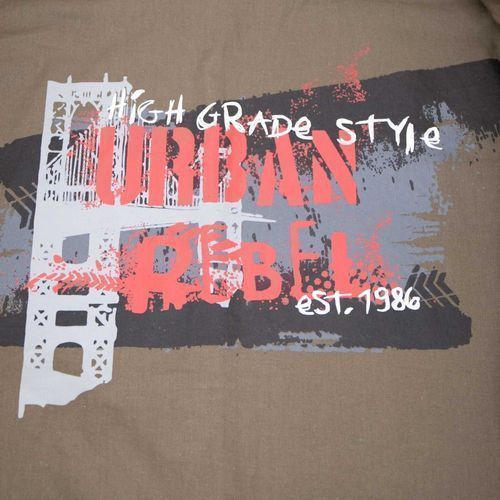 HiGH GRADe STYle
URBAN
ReBEL
esT. 1986